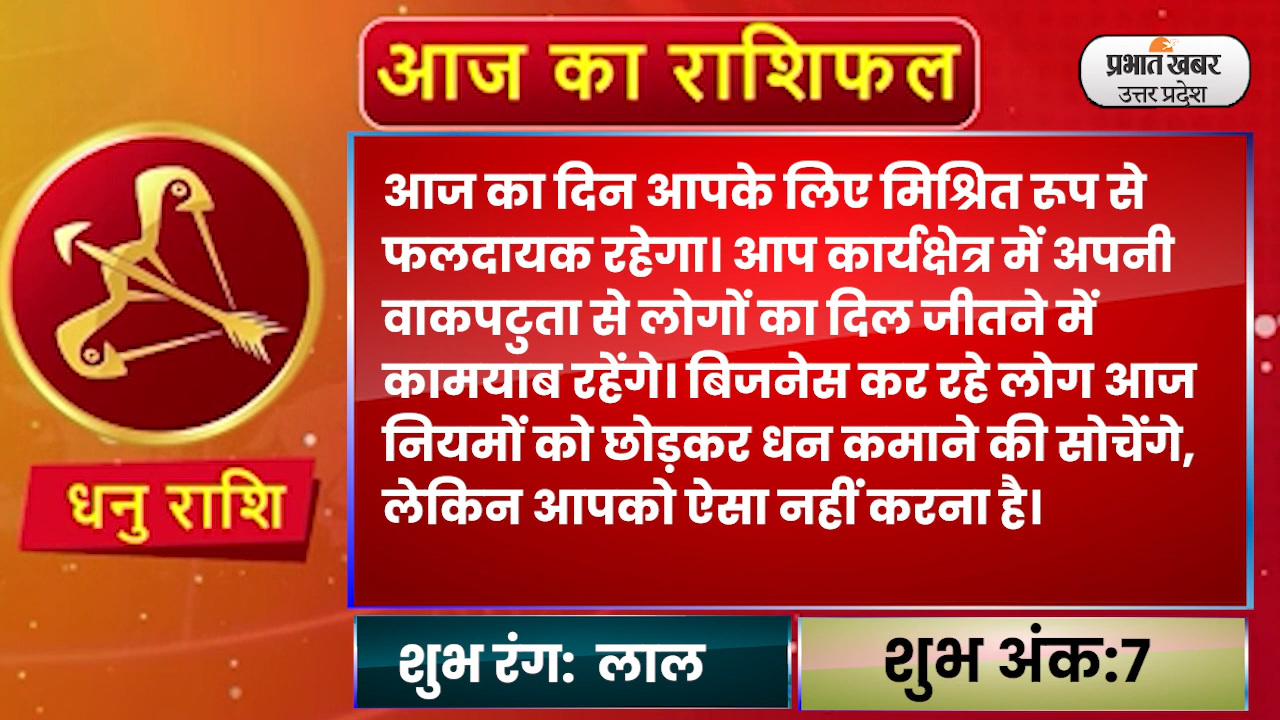 आज का राशिफल
प्रभात खबर
उत्तर प्रदेश
आज का दिन आपके लिए मिश्रित रूप से
फलदायक रहेगा। आप कार्यक्षेत्र में अपनी
वाकपटुता से लोगों का दिल जीतने में
कामयाब रहेंगे। बिजनेस कर रहे लोग आज
नियमों को छोड़कर धन कमाने की सोचेंगे,
लेकिन आपको ऐसा नहीं करना है।
धनु राशि
शुभ रंग: लाल
शुभ अंक:7